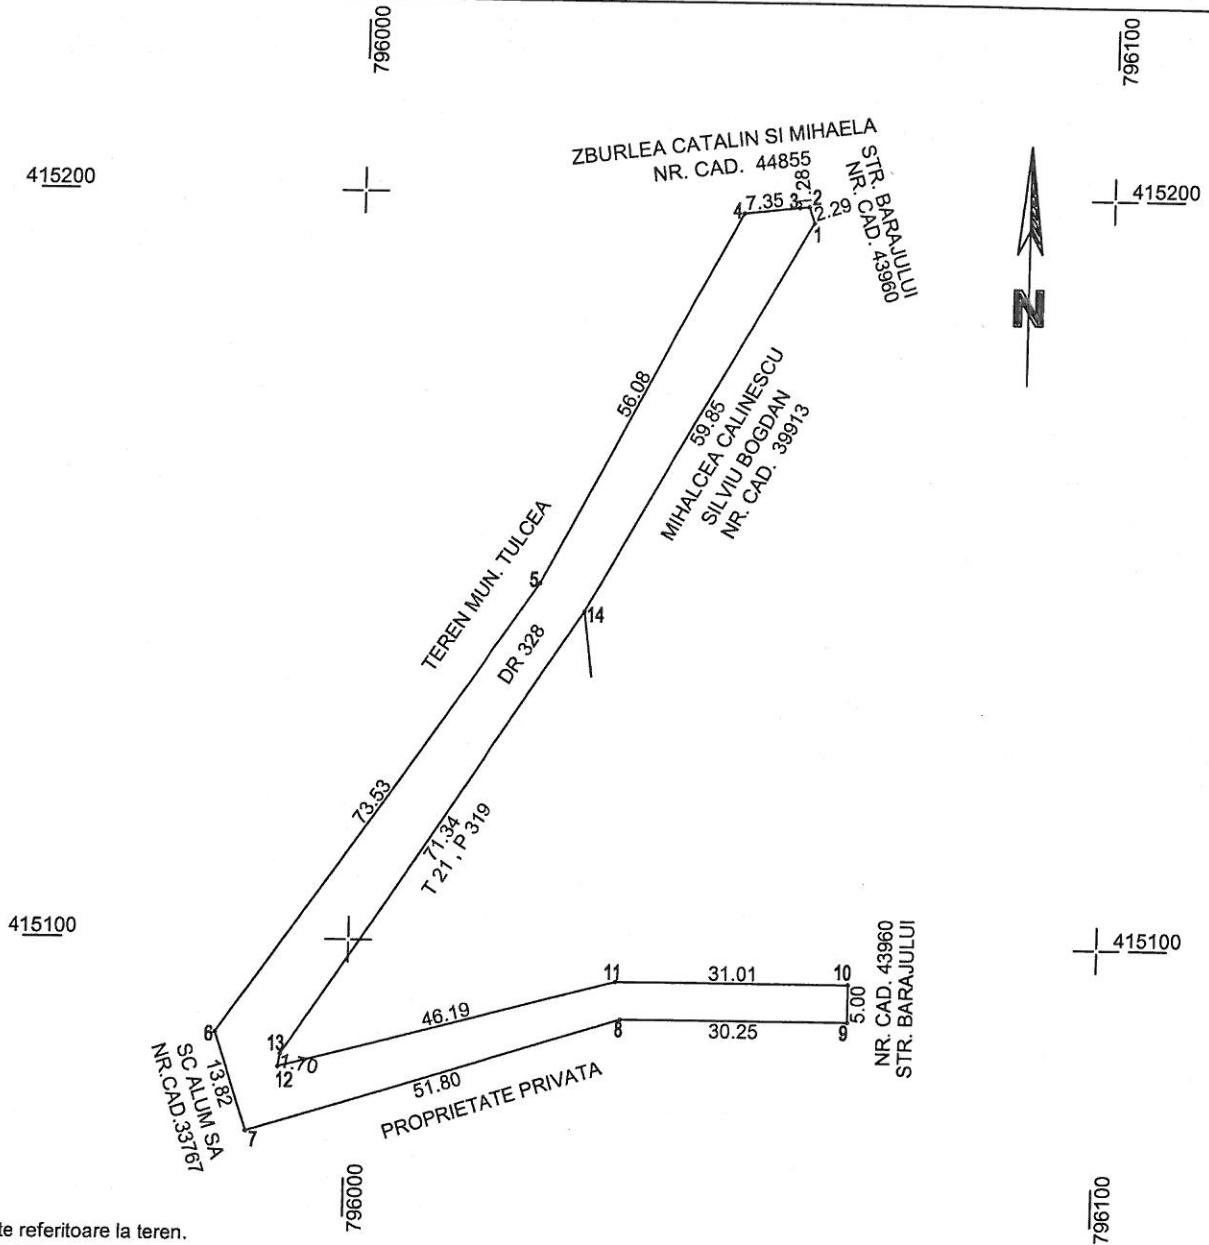 796000
796100
ZBURLEA CATALIN SI MIHAELA
NR. CAD. 44855
415200
415200
STR. BARAJULUI
NR. CAD. 43960
4
7.35
3
2
2.29
1
N
56.08
59.85
MIHALCEA CALINESCU
SILVIU BOGDAN
NR. CAD. 39913
TEREN MUN. TULCEA
5
14
DR 328
73.53
71.34
T 21 , P 319
415100
415100
11
31.01
10
5.00
NR. CAD. 43960
STR. BARAJULUI
46.19
8
30.25
9
6
13
1.70
12
13.82
SC ALUM SA
NR.CAD.33767
51.80
PROPRIETATE PRIVATA
7
796000
796100
te referitoare la teren.